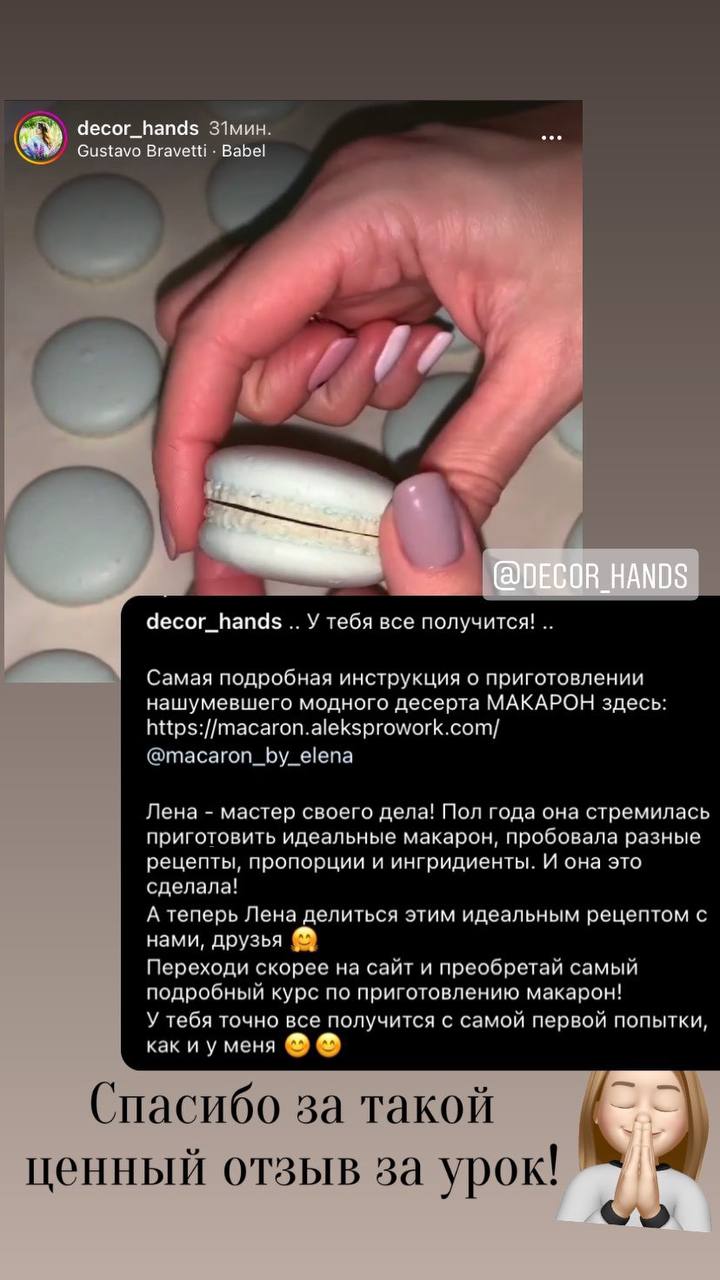 decor_hands 31мин.
Gustavo Bravetti · Babel
@DECOR_HANDS
decor_hands .. У тебя все получится! ..
Самая подробная инструкция о приготовлении
нашумевшего модного десерта МАКАРОН здесь:
https://macaron.aleksprowork.com/
@macaron_by_elena
Лена - мастер своего дела! Пол года она стремилась
приготовить идеальные макарон, пробовала разные
рецепты, пропорции и ингридиенты. И она это
сделала!
А теперь Лена делиться этим идеальным рецептом с
нами, друзья 🤗
Переходи скорее на сайт и преобретай самый
подробный курс по приготовлению макарон!
У тебя точно все получится с самой первой попытки,
как и у меня 😊😊
Спасибо за такой
ценный отзыв за урок!